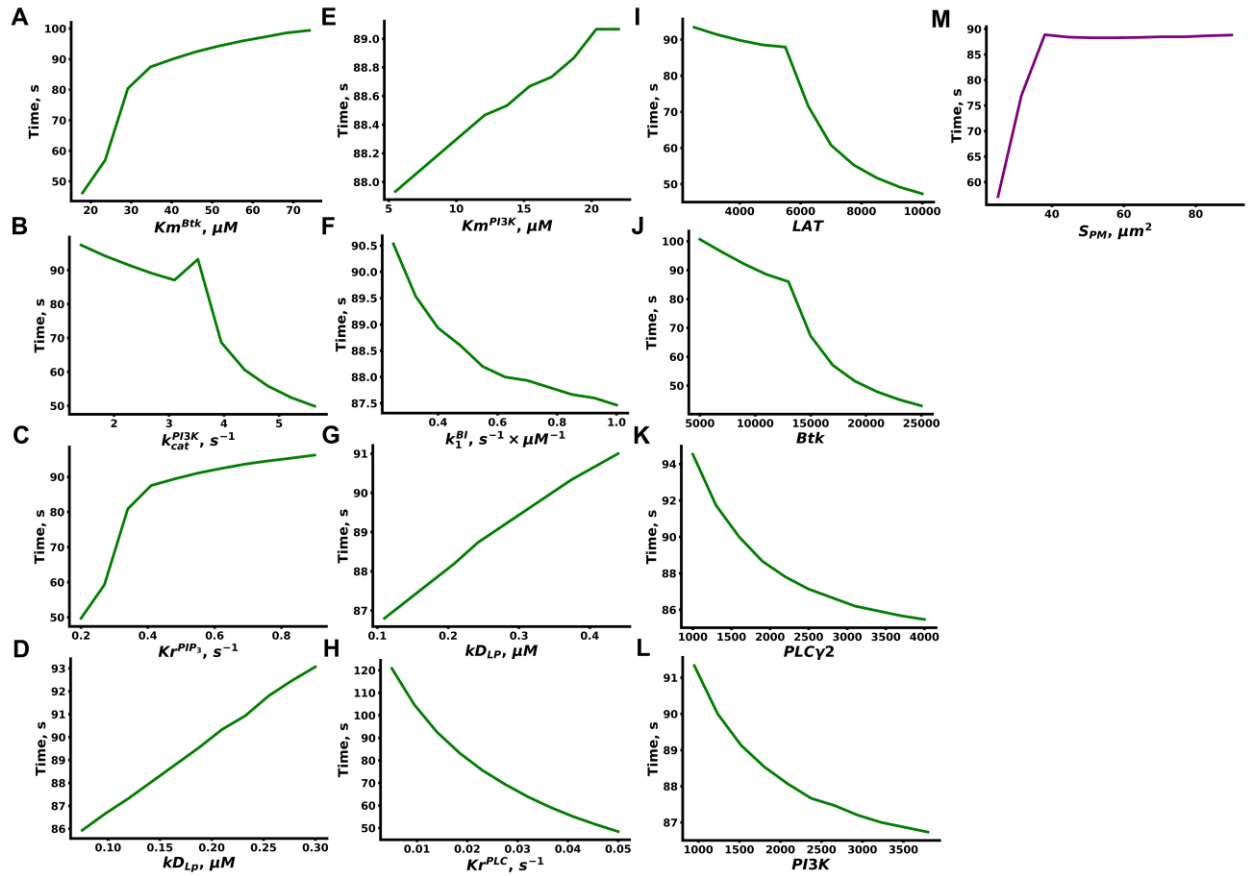 A
Time, s
100
90
80
70
60
50
20 30 40 50 60 70
Km^Btk, μM
B
Time, s
90
80
70
60
50
2 3 4 5
k_cat^PI3K, s⁻¹
C
Time, s
90
80
70
60
50
0.2 0.4 0.6 0.8
Kr^PIP₃, s⁻¹
D
Time, s
93
92
91
90
89
88
87
86
0.10 0.15 0.20 0.25 0.30
kD_Lp, μM
E
Time, s
89.0
88.8
88.6
88.4
88.2
88.0
5 10 15 20
Km^PI3K, μM
F
Time, s
90.5
90.0
89.5
89.0
88.5
88.0
87.5
0.4 0.6 0.8 1.0
k_1^BI, s⁻¹ × μM⁻¹
G
Time, s
91
90
89
88
87
0.1 0.2 0.3 0.4
kD_LP, μM
H
Time, s
120
110
100
90
80
70
60
50
0.01 0.02 0.03 0.04 0.05
Kr^PLC, s⁻¹
I
Time, s
90
80
70
60
50
4000 6000 8000 10000
LAT
J
Time, s
100
90
80
70
60
50
5000 10000 15000 20000 25000
Btk
K
Time, s
94
92
90
88
86
1000 1500 2000 2500 3000 3500 4000
PLCγ2
L
Time, s
91
90
89
88
87
1000 1500 2000 2500 3000 3500
PI3K
M
Time, s
90
85
80
75
70
65
60
40 60 80
S_PM, μm²